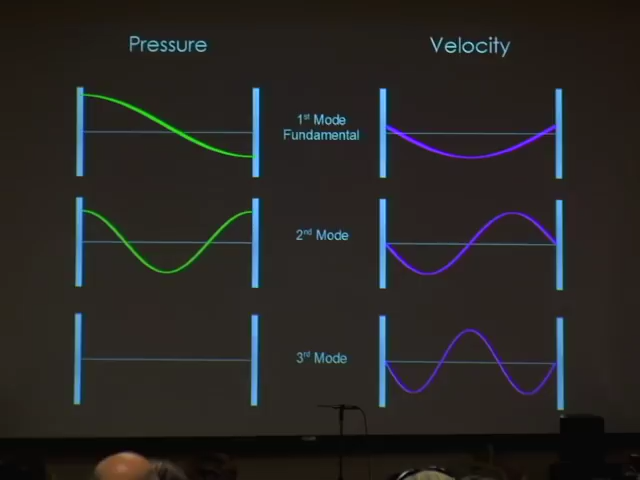 Pressure
Velocity
1st Mode
Fundamental
2nd Mode
3rd Mode